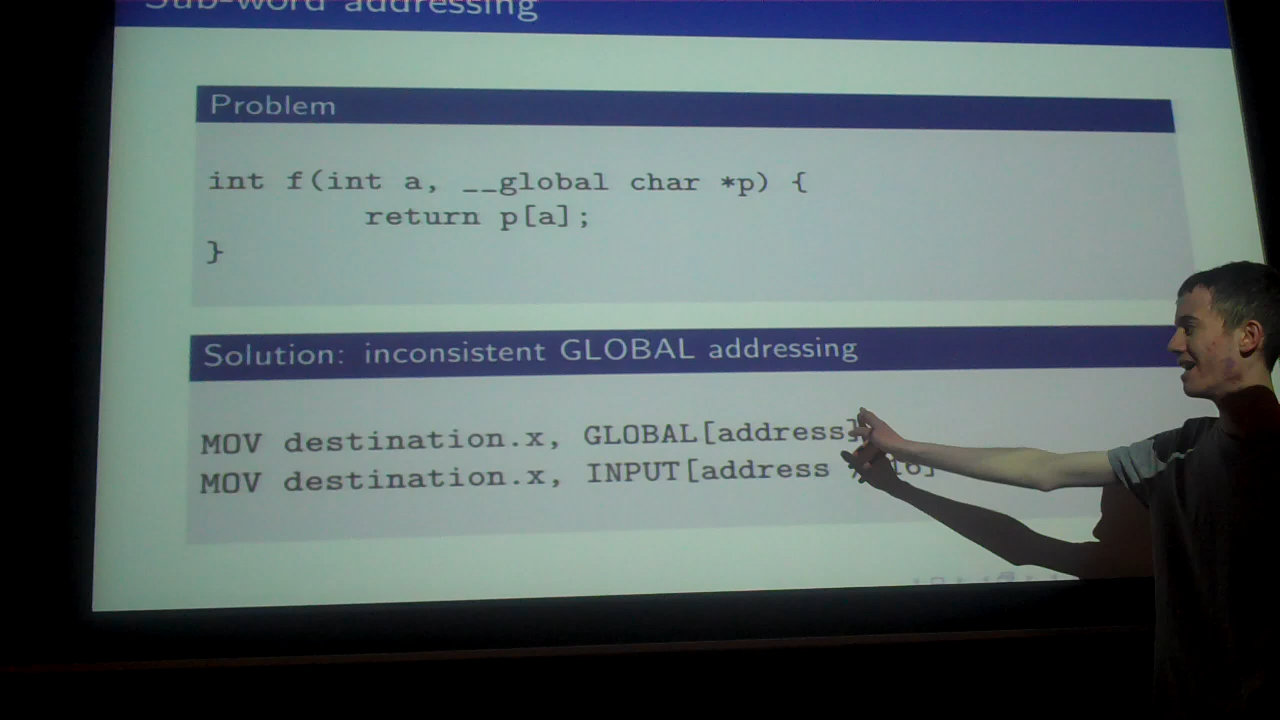 Sub-word addressing
Problem
int f(int a, __global char *p) {
return p[a];
}
Solution: inconsistent GLOBAL addressing
MOV destination.x, GLOBAL[address]
MOV destination.x, INPUT[address / 16]